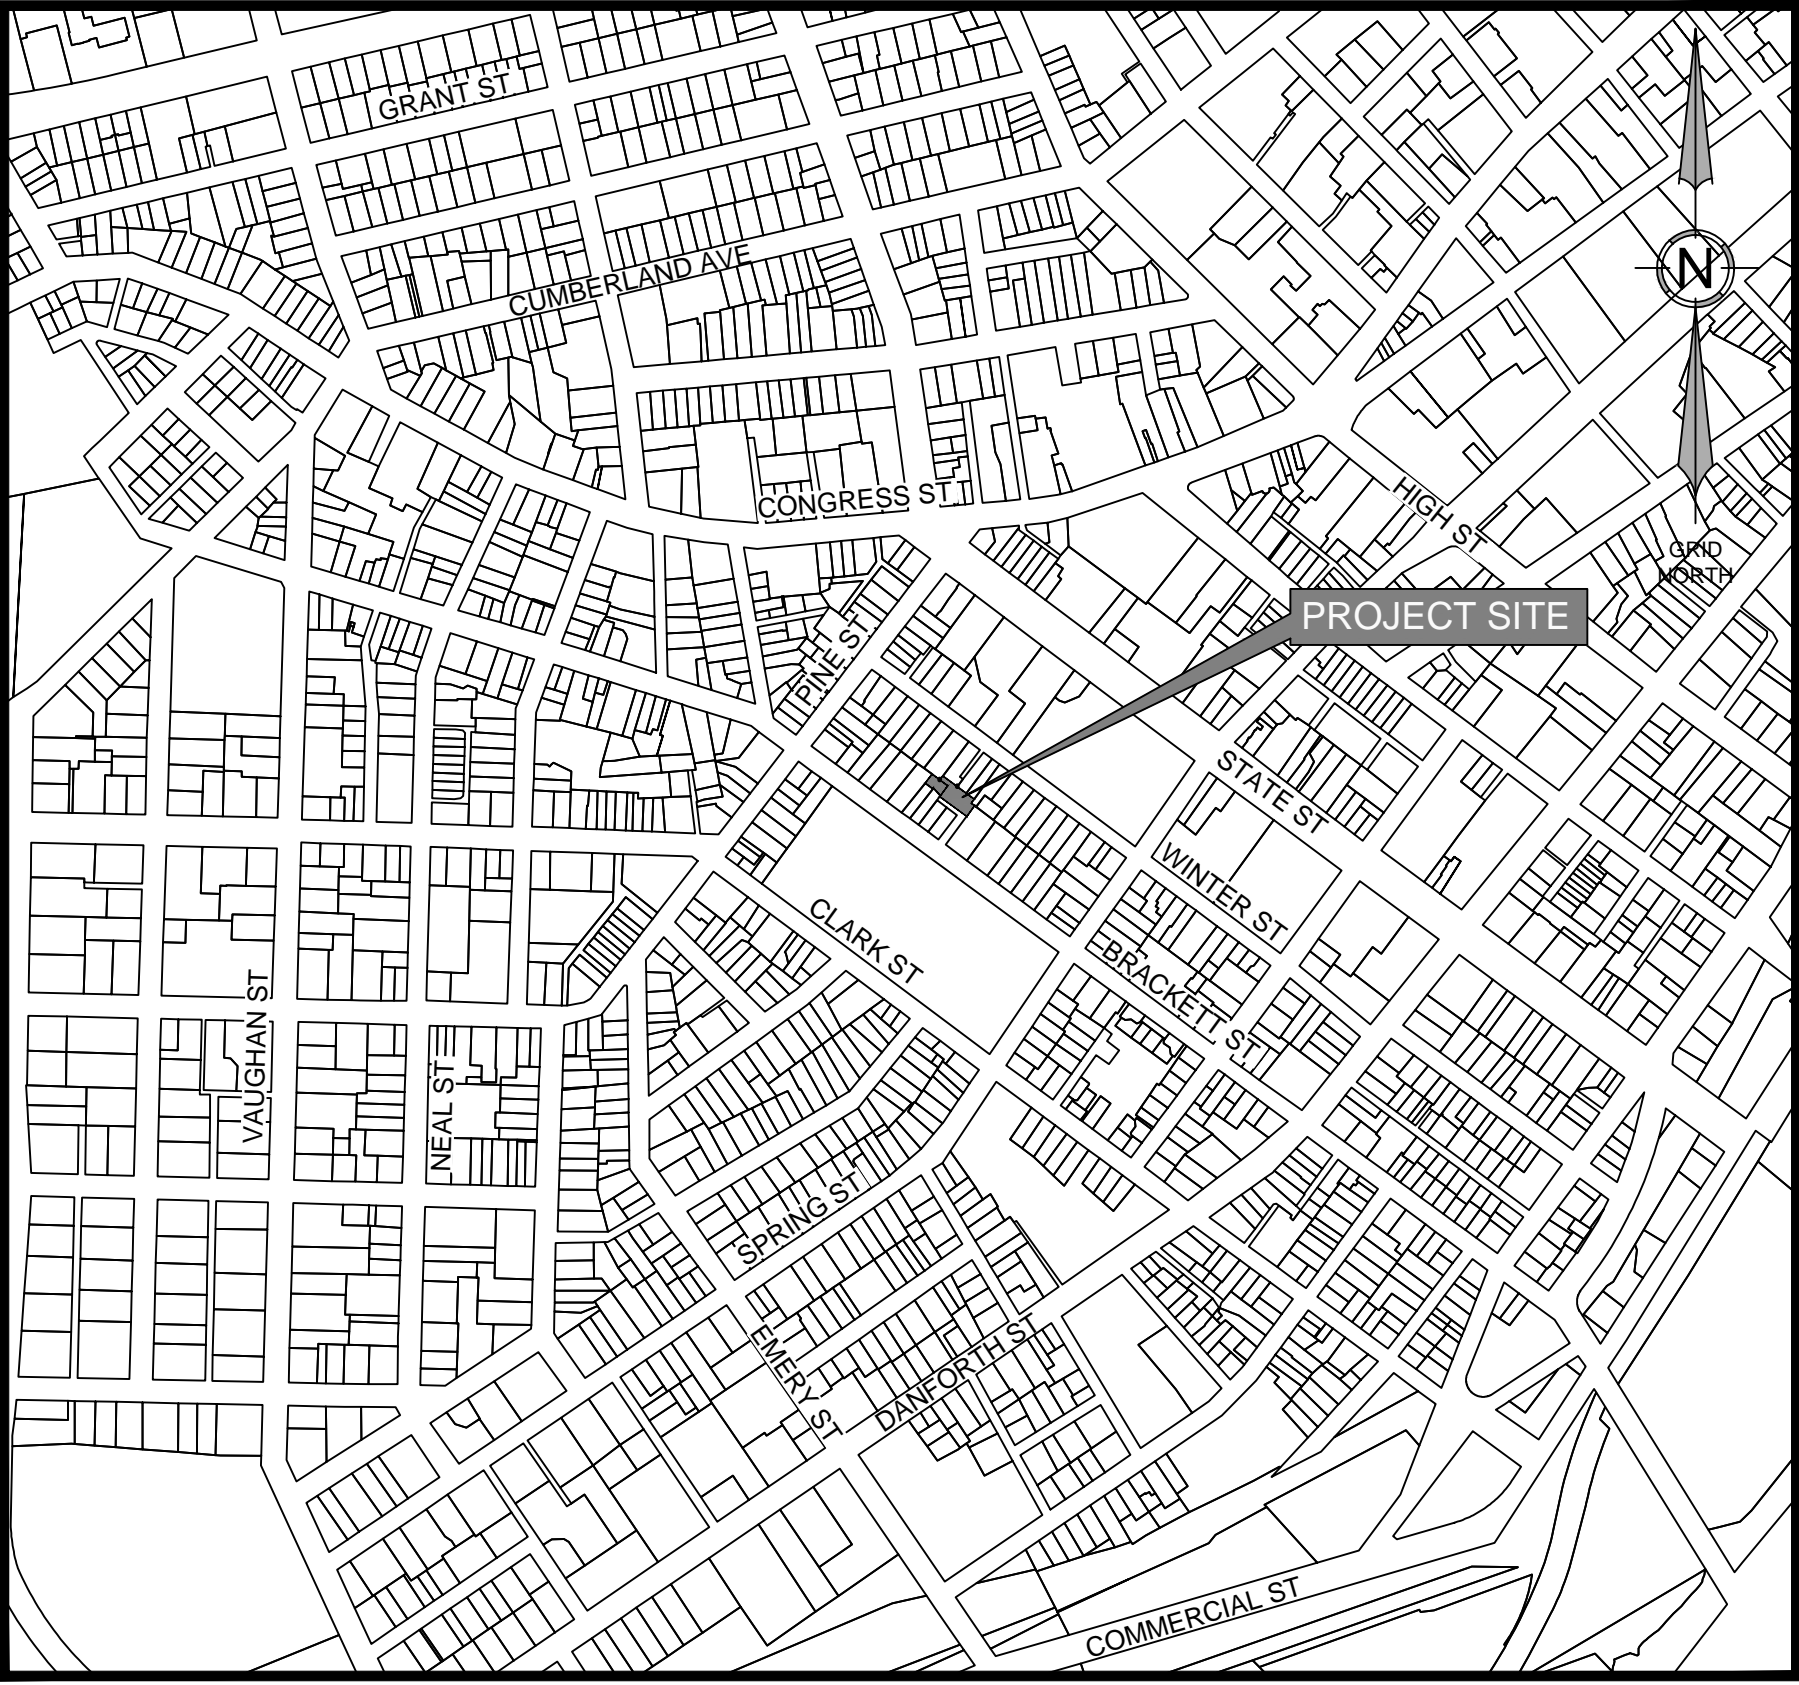 GRANT ST
CUMBERLAND AVE
N
CONGRESS ST
HIGH ST
GRID
NORTH
PROJECT SITE
PINE ST
STATE ST
WINTER ST
CLARK ST
BRACKETT ST
VAUGHAN ST
NEAL ST
SPRING ST
EMERY ST
DANFORTH ST
COMMERCIAL ST